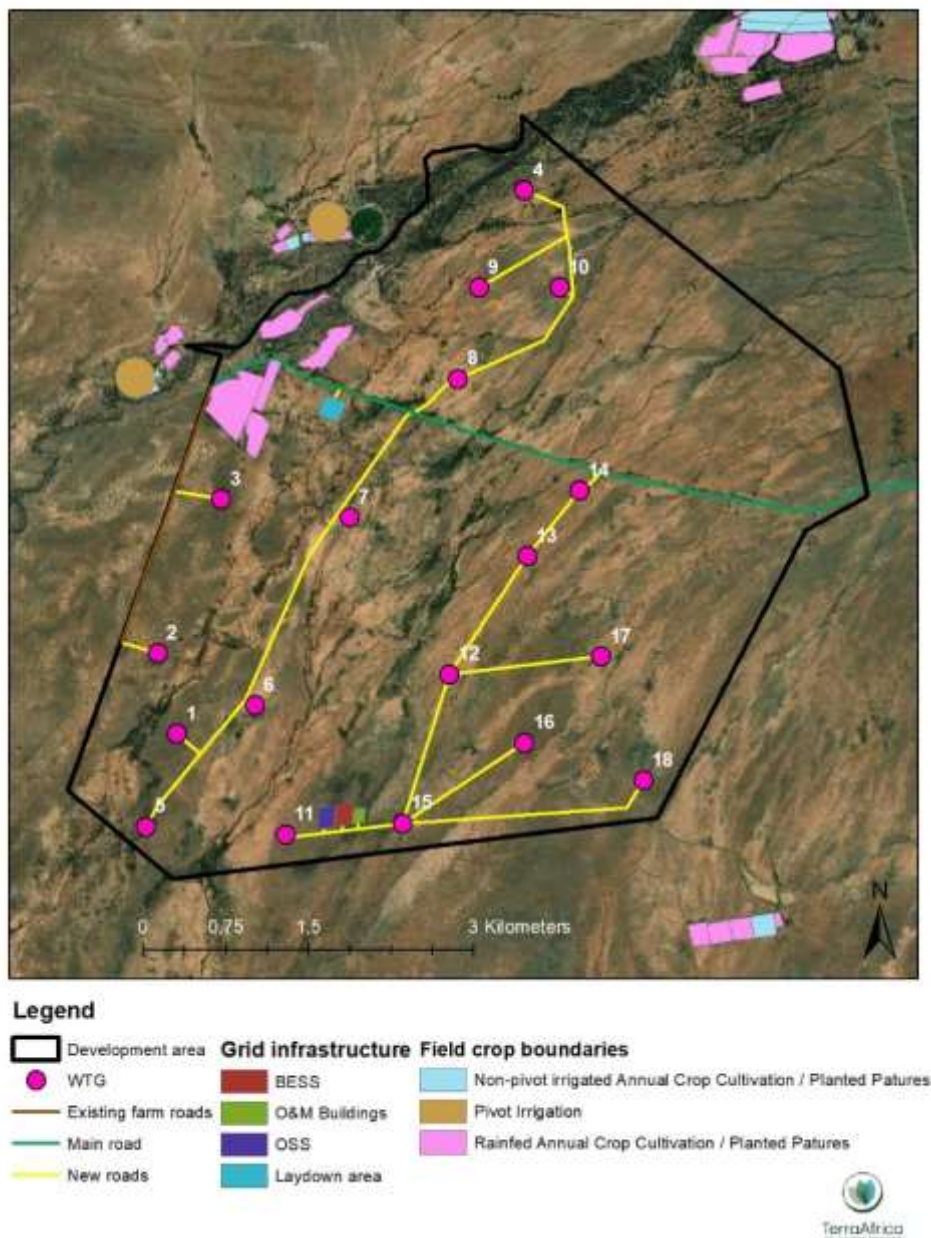 4
9 10
8
14
3
7
13
2 12 17
6
1 16
18
5 11 15
N
0 0,75 1,5 3 Kilometers
Legend
Development area
WTG
Existing farm roads
Main road
New roads
Grid infrastructure
BESS
O&M Buildings
OSS
Laydown area
Field crop boundaries
Non-pivot irrigated Annual Crop Cultivation / Planted Patures
Pivot Irrigation
Rainfed Annual Crop Cultivation / Planted Patures
TerraAfrica